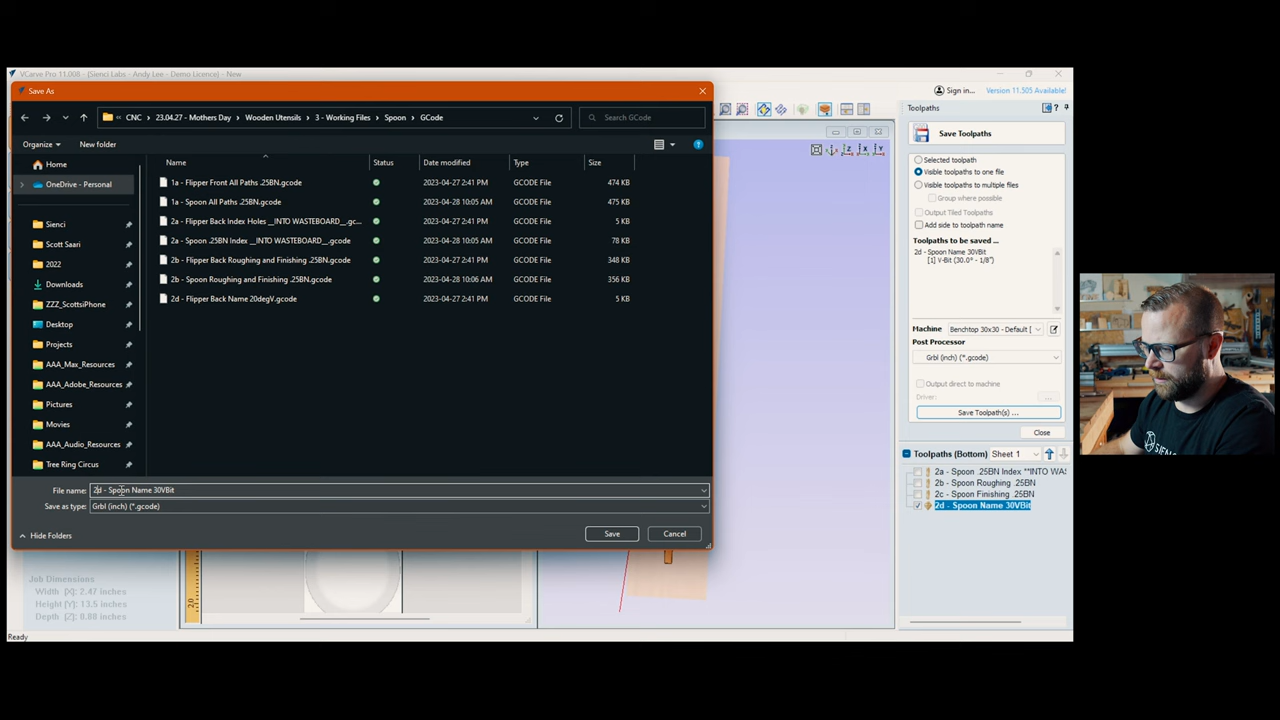 VCarve Pro 11.008 - Sienci Labs - Andy Lee - Demo Licence - New
Save As
CNC
23.04.27 - Mothers Day
Wooden Utensils
3 - Working Files
Spoon
GCode
Search GCode
Organize
New folder
Home
OneDrive - Personal
Sienci
Scott Saari
2022
Downloads
ZZZ_ScottsiPhone
Desktop
Projects
AAA_Max_Resources
AAA_Adobe_Resources
Pictures
Movies
AAA_Audio_Resources
Tree Ring Circus
Name Status Date modified Type Size
1a - Flipper Front All Paths .25BN.gcode 2023-04-27 2:41 PM GCODE File 474 KB
1a - Spoon All Paths .25BN.gcode 2023-04-28 10:05 AM GCODE File 475 KB
2a - Flipper Back Index Holes __INTO WASTEBOARD__.gc... 2023-04-27 2:41 PM GCODE File 5 KB
2a - Spoon .25BN Index __INTO WASTEBOARD__.gcode 2023-04-28 10:05 AM GCODE File 78 KB
2b - Flipper Back Roughing and Finishing .25BN.gcode 2023-04-27 2:41 PM GCODE File 348 KB
2b - Spoon Roughing and Finishing .25BN.gcode 2023-04-28 10:06 AM GCODE File 356 KB
2d - Flipper Back Name 20degV.gcode 2023-04-27 2:41 PM GCODE File 5 KB
File name: 2d - Spoon Name 30VBit
Save as type: Grbl (inch) (*.gcode)
Hide Folders
Save
Cancel
Job Dimensions
Width (X): 2.47 inches
Height (Y): 13.5 inches
Depth (Z): 0.88 inches
2.0
Ready
Sign in...
Version 11.505 Available!
Toolpaths
Save Toolpaths
Selected toolpath
Visible toolpaths to one file
Visible toolpaths to multiple files
Group where possible
Output Tiled Toolpaths
Add side to toolpath name
Toolpaths to be saved ...
2d - Spoon Name 30VBit
[1] V-Bit (30.0° - 1/8")
Machine Benchtop 30x30 - Default [
Post Processor
Grbl (inch) (*.gcode)
Output direct to machine
Driver:
Save Toolpath(s) ...
Close
Toolpaths (Bottom) Sheet 1
2a - Spoon .25BN Index **INTO WAS
2b - Spoon Roughing .25BN
2c - Spoon Finishing .25BN
2d - Spoon Name 30VBit